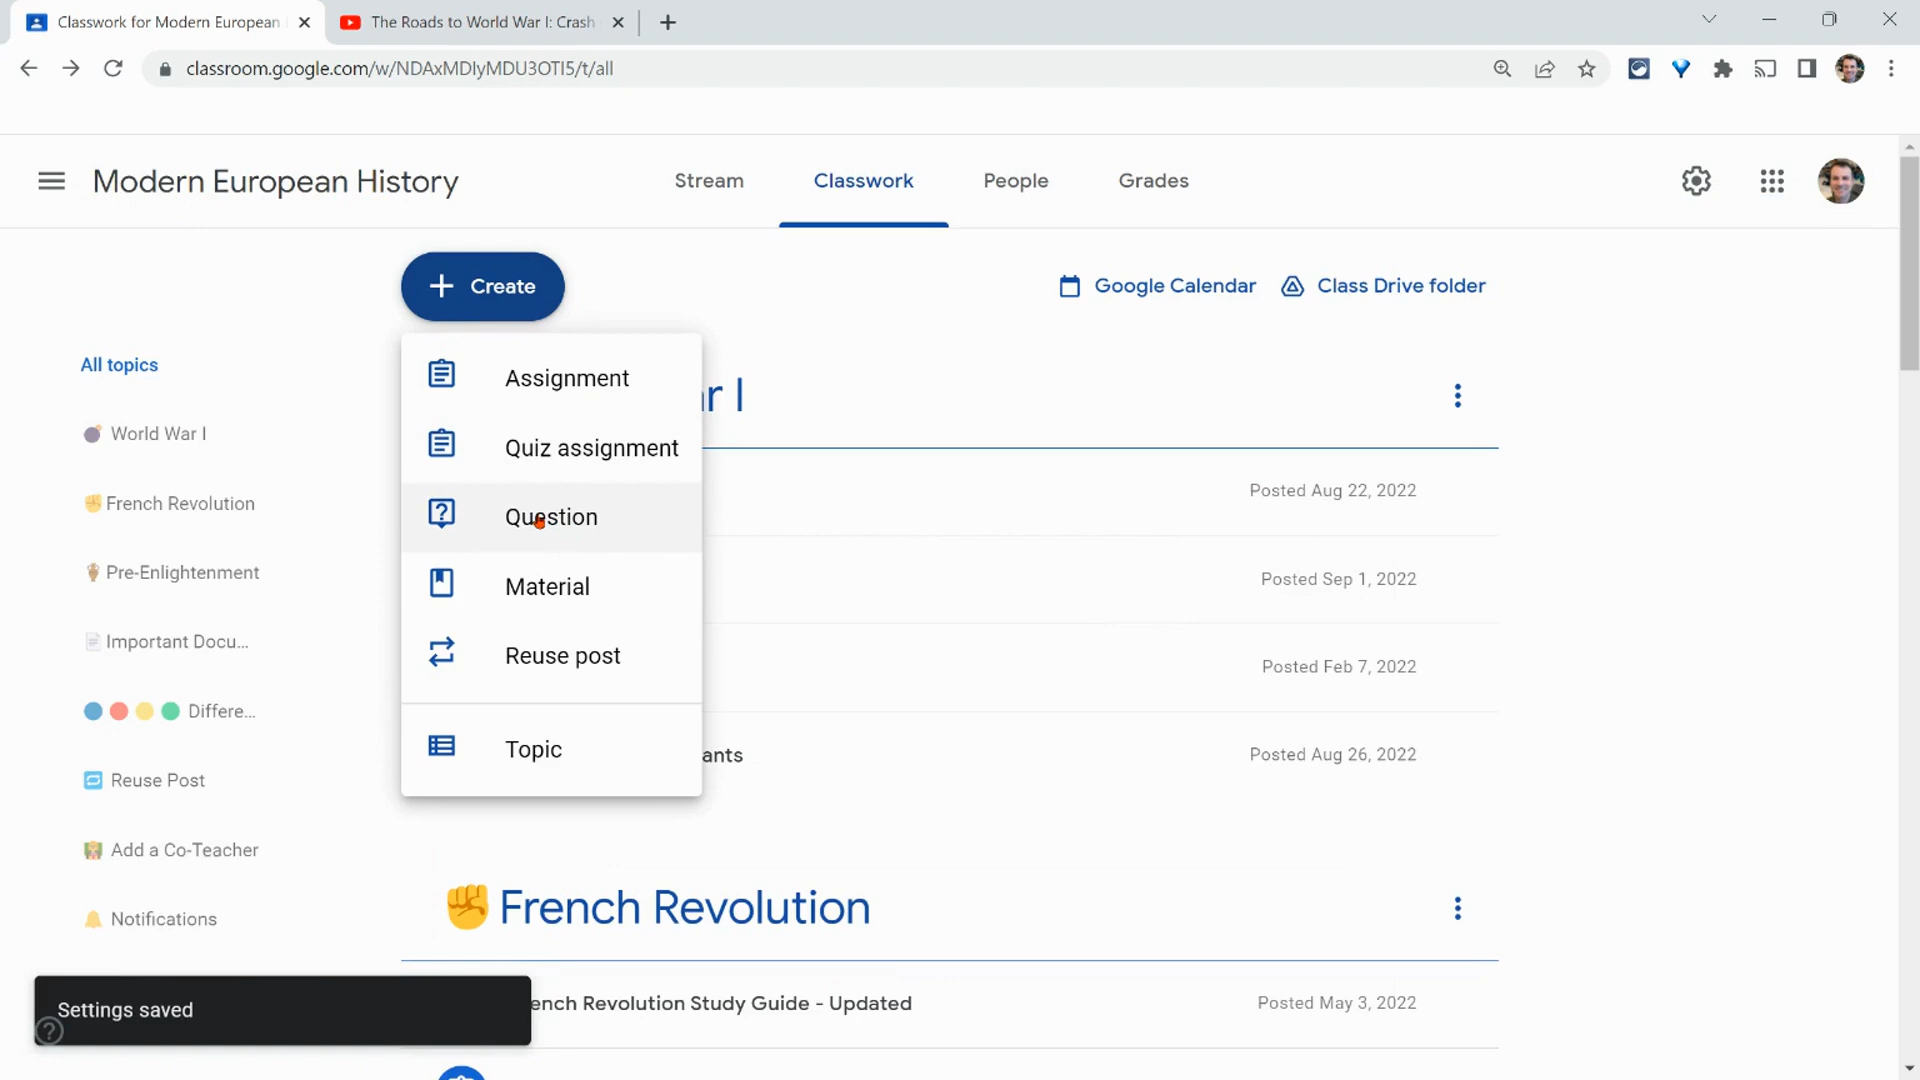 Classwork for Modern European
The Roads to World War I: Crash
classroom.google.com/w/NDAxMDIyMDU3OTI5/t/all
Modern European History
Stream
Classwork
People
Grades
Create
Google Calendar
Class Drive folder
All topics
World War I
French Revolution
Pre-Enlightenment
Important Docu...
Differe...
Reuse Post
Add a Co-Teacher
Notifications
Assignment
Quiz assignment
Question
Material
Reuse post
Topic
r I
Posted Aug 22, 2022
Posted Sep 1, 2022
Posted Feb 7, 2022
ants
Posted Aug 26, 2022
French Revolution
ench Revolution Study Guide - Updated
Posted May 3, 2022
Settings saved